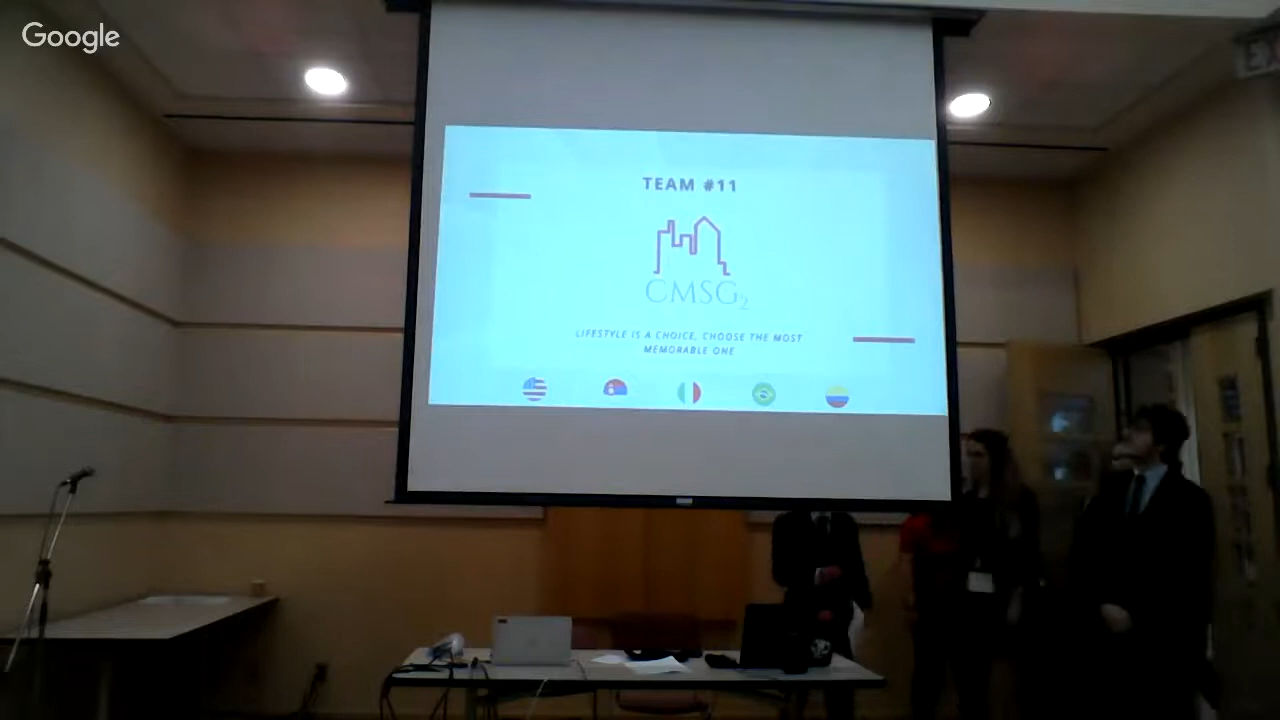 Google
TEAM #11
CMSG2
LIFESTYLE IS A CHOICE, CHOOSE THE MOST
MEMORABLE ONE